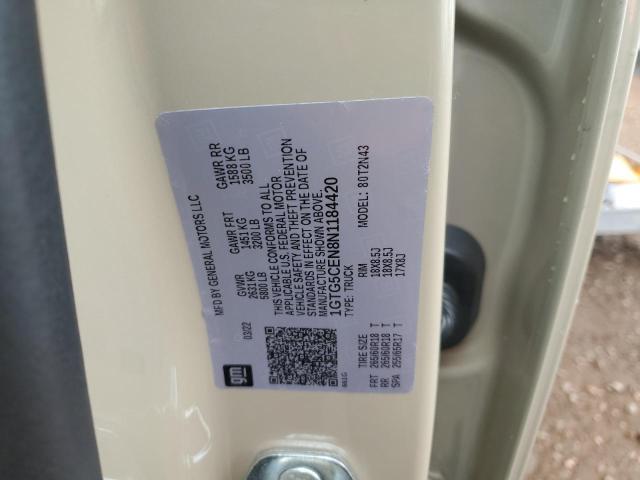 MFD BY GENERAL MOTORS LLC
03/22 GVWR GAWR FRT GAWR RR
2631 KG 1451 KG 1588 KG
5800 LB 3200 LB 3500 LB
THIS VEHICLE CONFORMS TO ALL
APPLICABLE U.S. FEDERAL MOTOR
VEHICLE SAFETY AND THEFT PREVENTION
STANDARDS IN EFFECT ON THE DATE OF
MANUFACTURE SHOWN ABOVE.
1GTG5CEN8N1184420
TYPE: TRUCK 80T2N43
TIRE SIZE RIM
FRT 265/60R18 T 18X8.5J
RR 265/60R18 T 18X8.5J
SPA 255/65R17 T 17X8J
gm